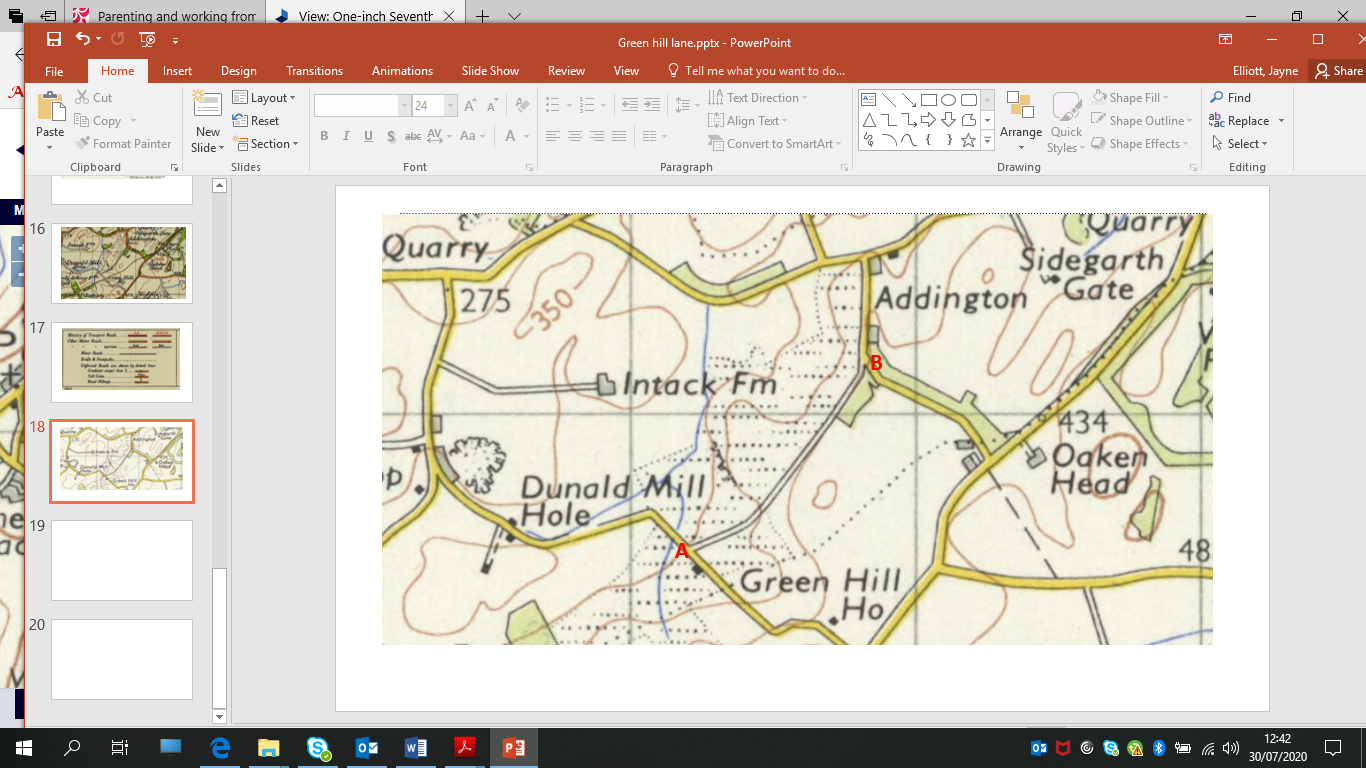 Parenting and working from
View: One-inch Seventh
Green hill lane.pptx - PowerPoint
File Home Insert Design Transitions Animations Slide Show Review View Tell me what you want to do... Elliott, Jayne Share
Paste
Cut
Copy
Format Painter
Clipboard
New Slide
Layout
Reset
Section
Slides
24
B I U S abc AV Aa A
Font
Text Direction
Align Text
Convert to SmartArt
Paragraph
Arrange
Quick Styles
Shape Fill
Shape Outline
Shape Effects
Drawing
Find
Replace
Select
Editing
16
17
18
19
20
Quarry
Quarry
Sidegarth
Gate
275
350
Addington
B
Intack Fm
434
Oaken
Head
Dunald Mill
Hole
A
48
Green Hill
Ho
12:42
30/07/2020